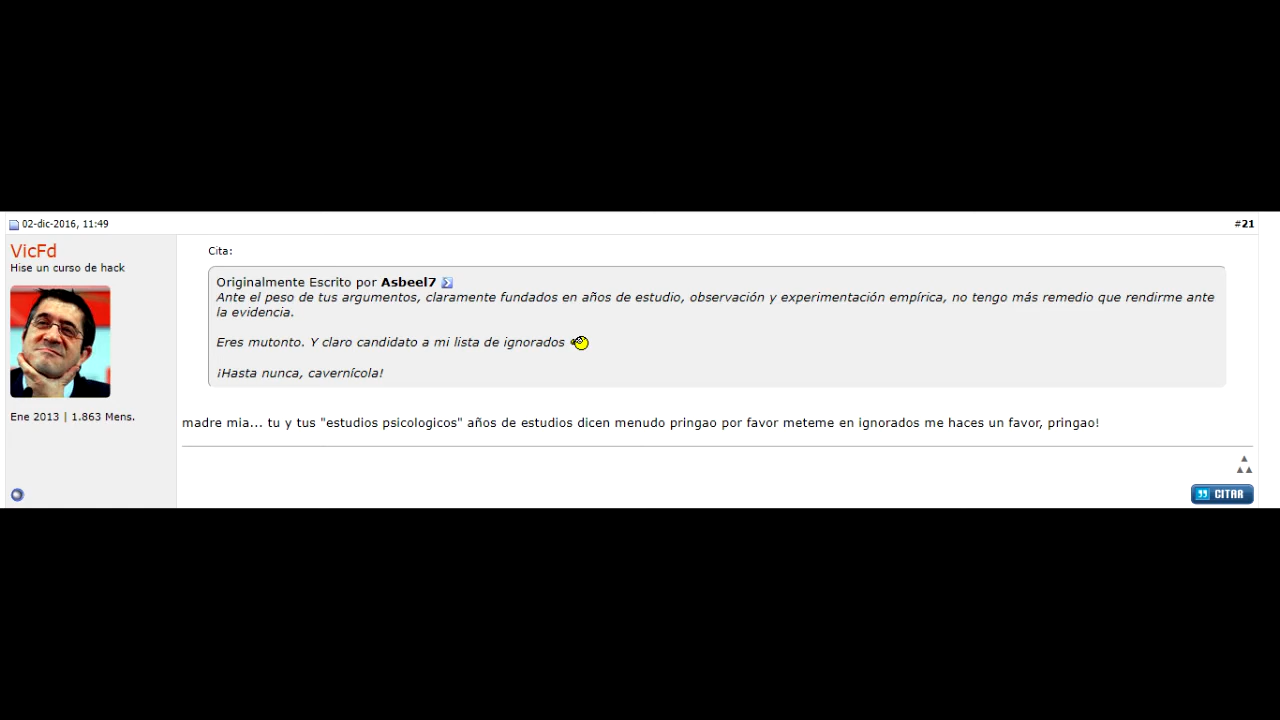 02-dic-2016, 11:49
#21
VicFd
Hise un curso de hack
Ene 2013 | 1.863 Mens.
Cita:
Originalmente Escrito por Asbeel7
Ante el peso de tus argumentos, claramente fundados en años de estudio, observación y experimentación empírica, no tengo más remedio que rendirme ante
la evidencia.
Eres mutonto. Y claro candidato a mi lista de ignorados
¡Hasta nunca, cavernícola!
madre mia... tu y tus "estudios psicologicos" años de estudios dicen menudo pringao por favor meteme en ignorados me haces un favor, pringao!
CITAR